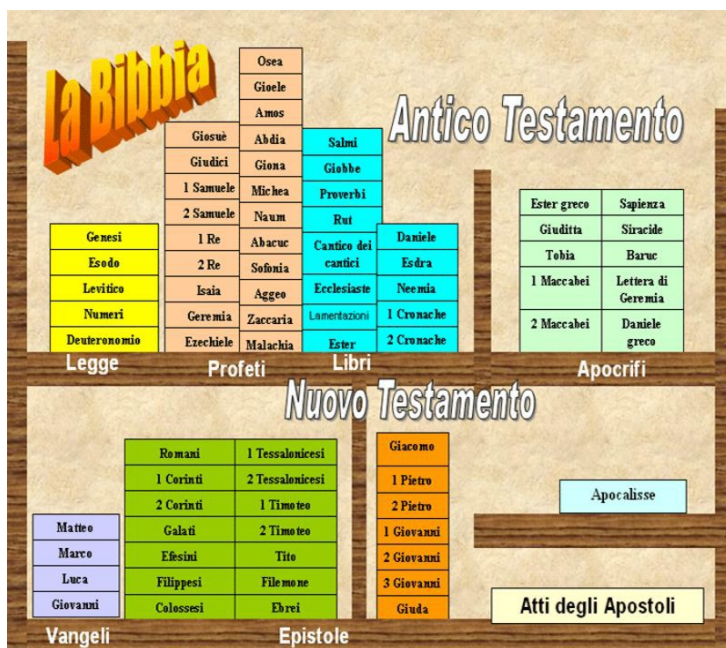 La Bibbia
Antico Testamento
Genesi
Esodo
Levitico
Numeri
Deuteronomio
Legge
Giosuè
Giudici
1 Samuele
2 Samuele
1 Re
2 Re
Isaia
Geremia
Ezechiele
Osea
Gioele
Amos
Abdia
Giona
Michea
Naum
Abacuc
Sofonia
Aggeo
Zaccaria
Malachia
Profeti
Salmi
Giobbe
Proverbi
Rut
Cantico dei
cantici
Ecclesiaste
Lamentazioni
Ester
Daniele
Esdra
Neemia
1 Cronache
2 Cronache
Libri
Ester greco
Giuditta
Tobia
1 Maccabei
2 Maccabei
Sapienza
Siracide
Baruc
Lettera di
Geremia
Daniele
greco
Apocrifi
Nuovo Testamento
Matteo
Marco
Luca
Giovanni
Vangeli
Romani
1 Corinti
2 Corinti
Galati
Efesini
Filippesi
Colossesi
1 Tessalonicesi
2 Tessalonicesi
1 Timoteo
2 Timoteo
Tito
Filemone
Ebrei
Giacomo
1 Pietro
2 Pietro
1 Giovanni
2 Giovanni
3 Giovanni
Giuda
Epistole
Apocalisse
Atti degli Apostoli